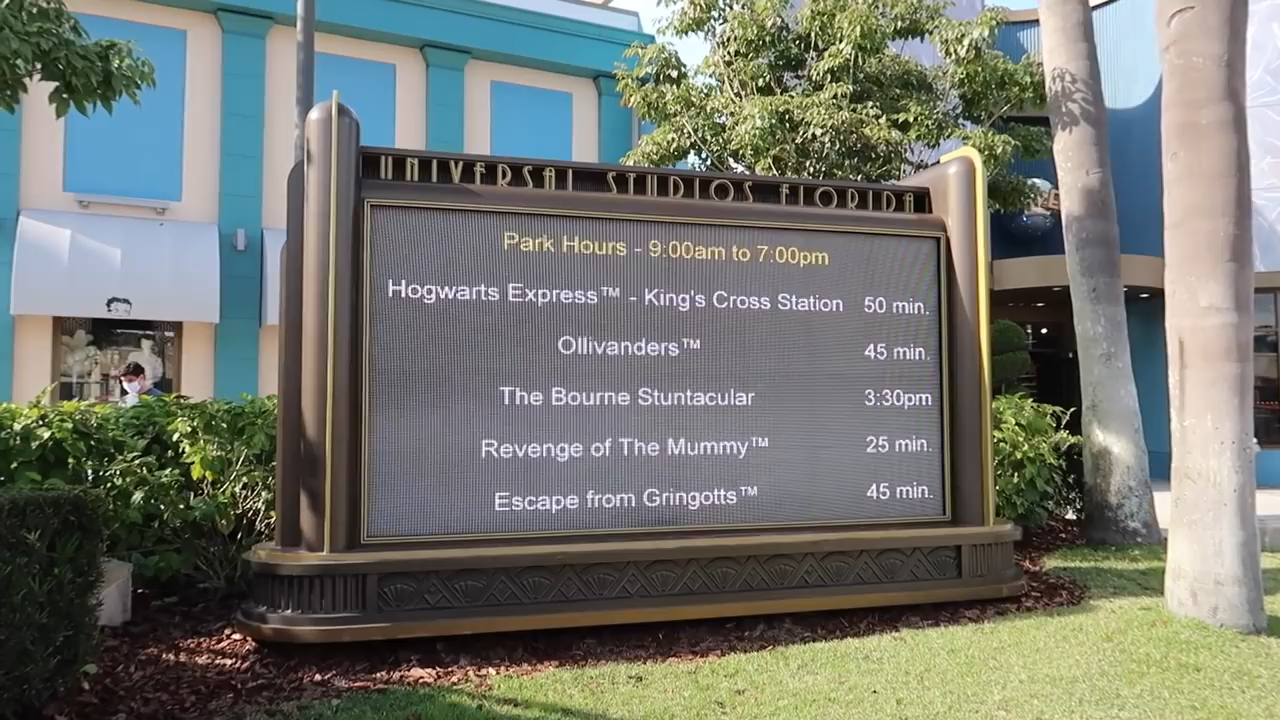 UNIVERSAL STUDIOS FLORIDA
Park Hours - 9:00am to 7:00pm
Hogwarts Express™ - King's Cross Station 50 min.
Ollivanders™ 45 min.
The Bourne Stuntacular 3:30pm
Revenge of The Mummy™ 25 min.
Escape from Gringotts™ 45 min.